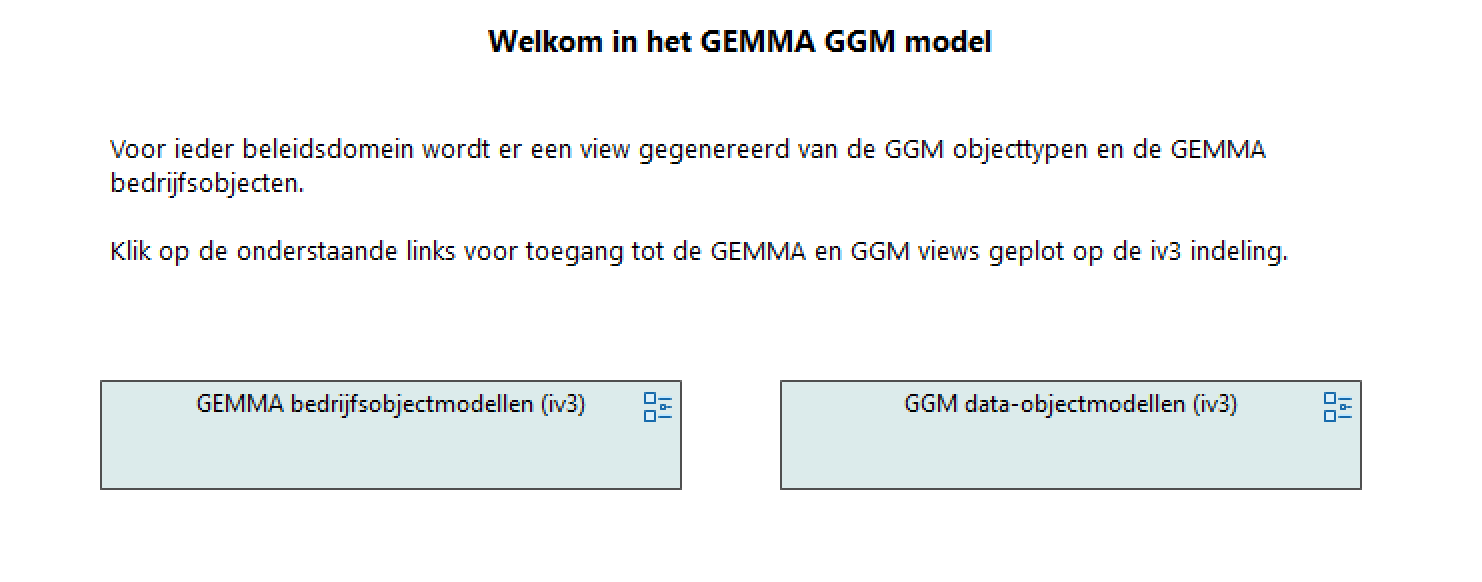 Welkom in het GEMMA GGM model
Voor ieder beleidsdomein wordt er een view gegenereerd van de GGM objecttypen en de GEMMA
bedrijfsobjecten.
Klik op de onderstaande links voor toegang tot de GEMMA en GGM views geplot op de iv3 indeling.
GEMMA bedrijfsobjectmodellen (iv3)
GGM data-objectmodellen (iv3)